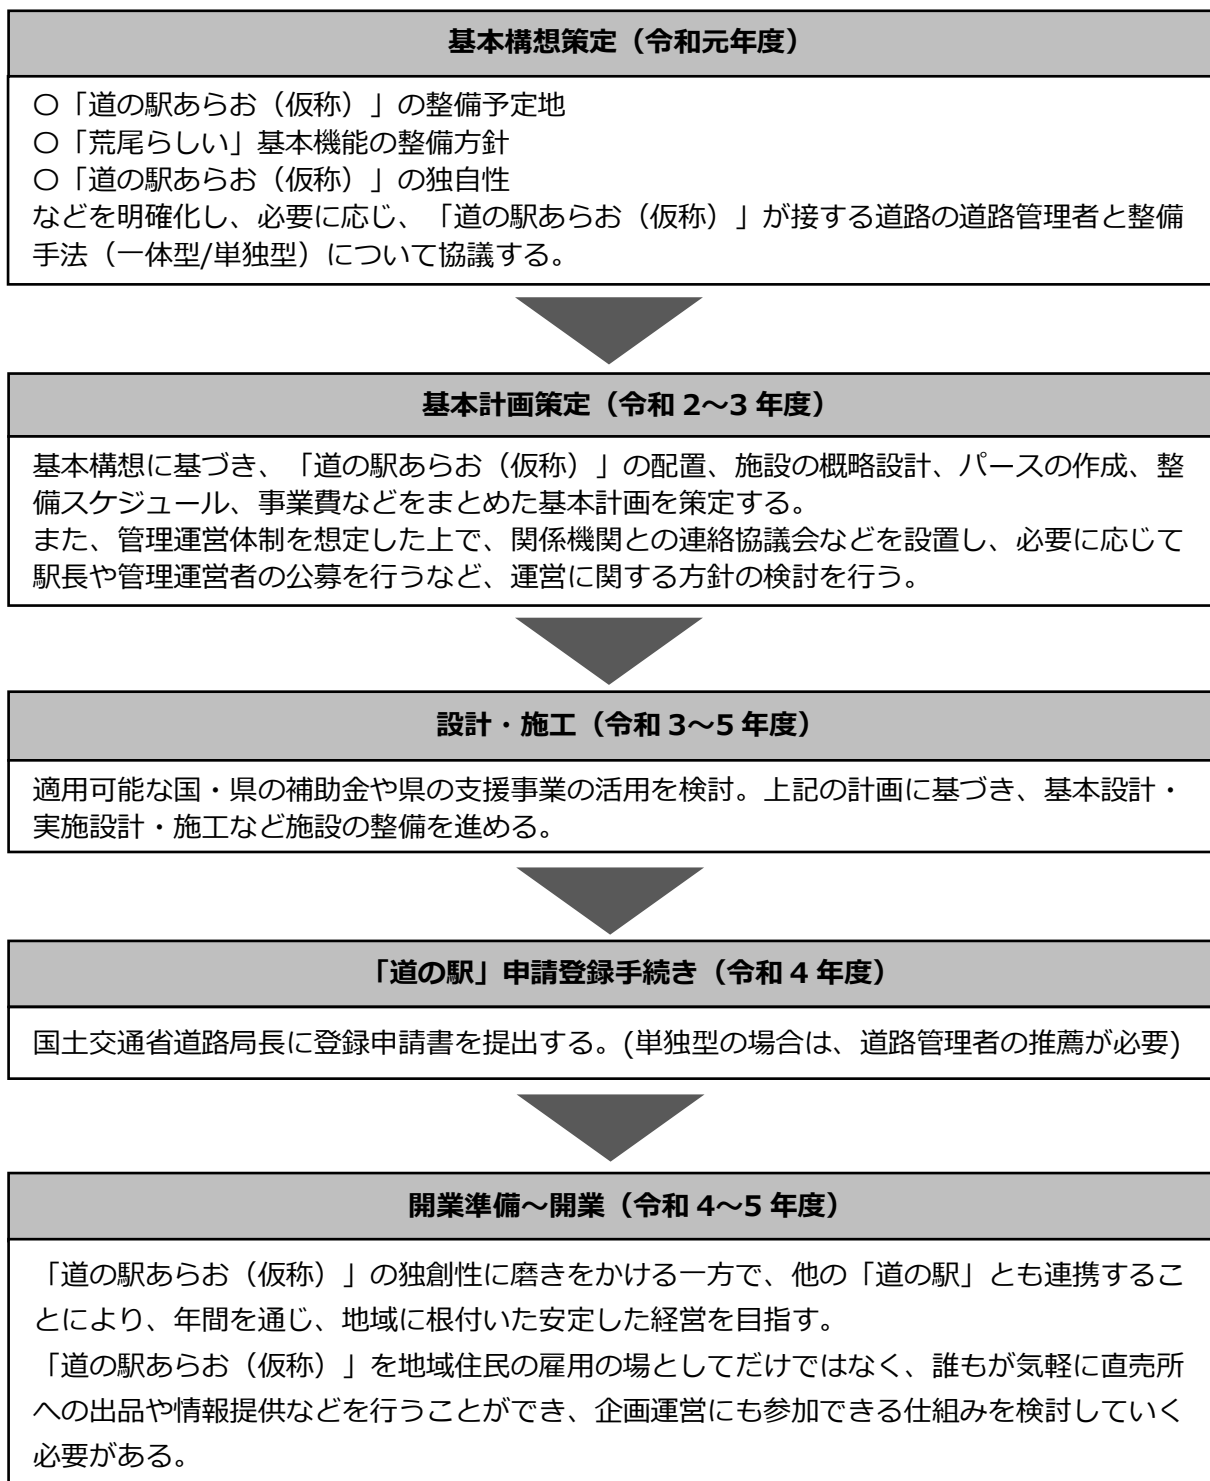 基本構想策定（令和元年度）
〇「道の駅あらお（仮称）」の整備予定地
〇「荒尾らしい」基本機能の整備方針
〇「道の駅あらお（仮称）」の独自性
などを明確化し、必要に応じ、「道の駅あらお（仮称）」が接する道路の道路管理者と整備
手法（一体型/単独型）について協議する。
基本計画策定（令和 2～3 年度）
基本構想に基づき、「道の駅あらお（仮称）」の配置、施設の概略設計、パースの作成、整
備スケジュール、事業費などをまとめた基本計画を策定する。
また、管理運営体制を想定した上で、関係機関との連絡協議会などを設置し、必要に応じて
駅長や管理運営者の公募を行うなど、運営に関する方針の検討を行う。
設計・施工（令和 3～5 年度）
適用可能な国・県の補助金や県の支援事業の活用を検討。上記の計画に基づき、基本設計・
実施設計・施工など施設の整備を進める。
「道の駅」申請登録手続き（令和 4 年度）
国土交通省道路局長に登録申請書を提出する。(単独型の場合は、道路管理者の推薦が必要)
開業準備～開業（令和 4～5 年度）
「道の駅あらお（仮称）」の独創性に磨きをかける一方で、他の「道の駅」とも連携するこ
とにより、年間を通じ、地域に根付いた安定した経営を目指す。
「道の駅あらお（仮称）」を地域住民の雇用の場としてだけではなく、誰もが気軽に直売所
への出品や情報提供などを行うことができ、企画運営にも参加できる仕組みを検討していく
必要がある。